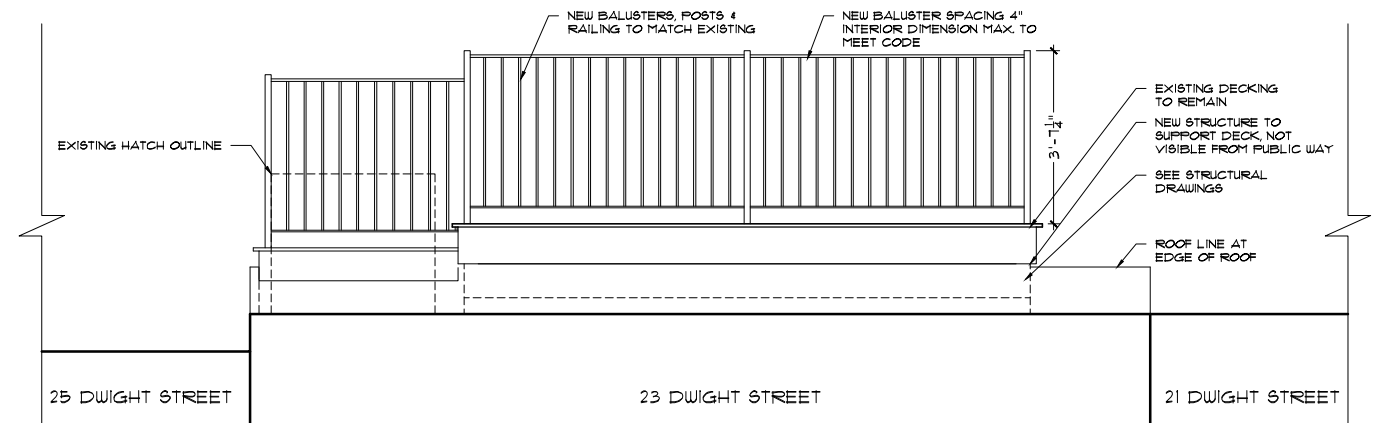 NEW BALUSTERS, POSTS &
RAILING TO MATCH EXISTING
NEW BALUSTER SPACING 4"
INTERIOR DIMENSION MAX. TO
MEET CODE
EXISTING DECKING
TO REMAIN
NEW STRUCTURE TO
SUPPORT DECK, NOT
VISIBLE FROM PUBLIC WAY
3'-7 1/4"
EXISTING HATCH OUTLINE
SEE STRUCTURAL
DRAWINGS
ROOF LINE AT
EDGE OF ROOF
25 DWIGHT STREET
23 DWIGHT STREET
21 DWIGHT STREET